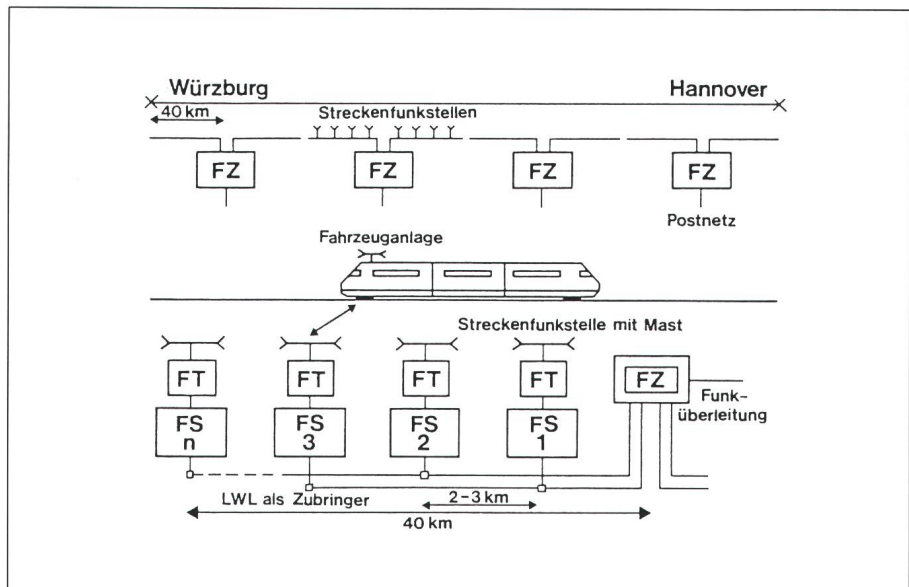 Würzburg
Hannover
40 km
Streckenfunkstellen
FZ
FZ
FZ
FZ
Postnetz
Fahrzeuganlage
Streckenfunkstelle mit Mast
FT
FT
FT
FT
FZ
Funk-
überleitung
FS
n
FS
3
FS
2
FS
1
LWL als Zubringer
2-3 km
40 km